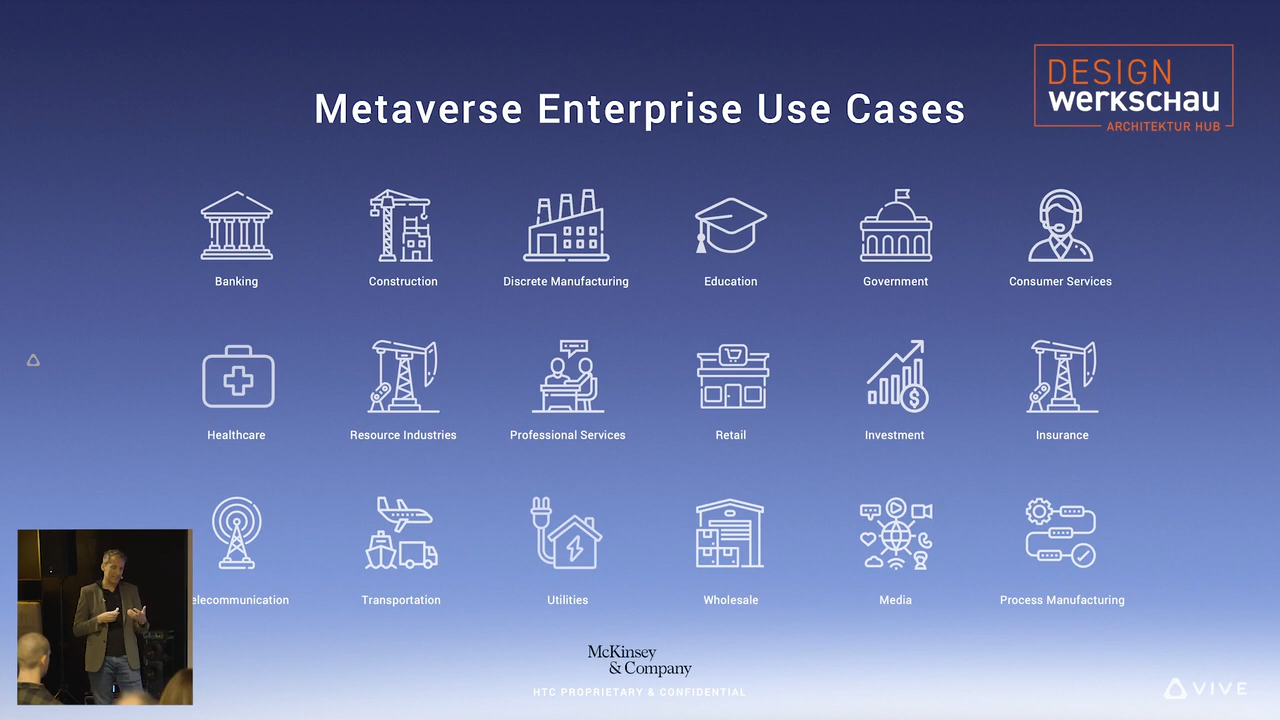 DESIGN
werkschau
ARCHITEKTUR HUB
Metaverse Enterprise Use Cases
Banking
Construction
Discrete Manufacturing
Education
Government
Consumer Services
Healthcare
Resource Industries
Professional Services
Retail
Investment
Insurance
elecommunication
Transportation
Utilities
Wholesale
Media
Process Manufacturing
McKinsey
& Company
HTC PROPRIETARY & CONFIDENTIAL
VIVE